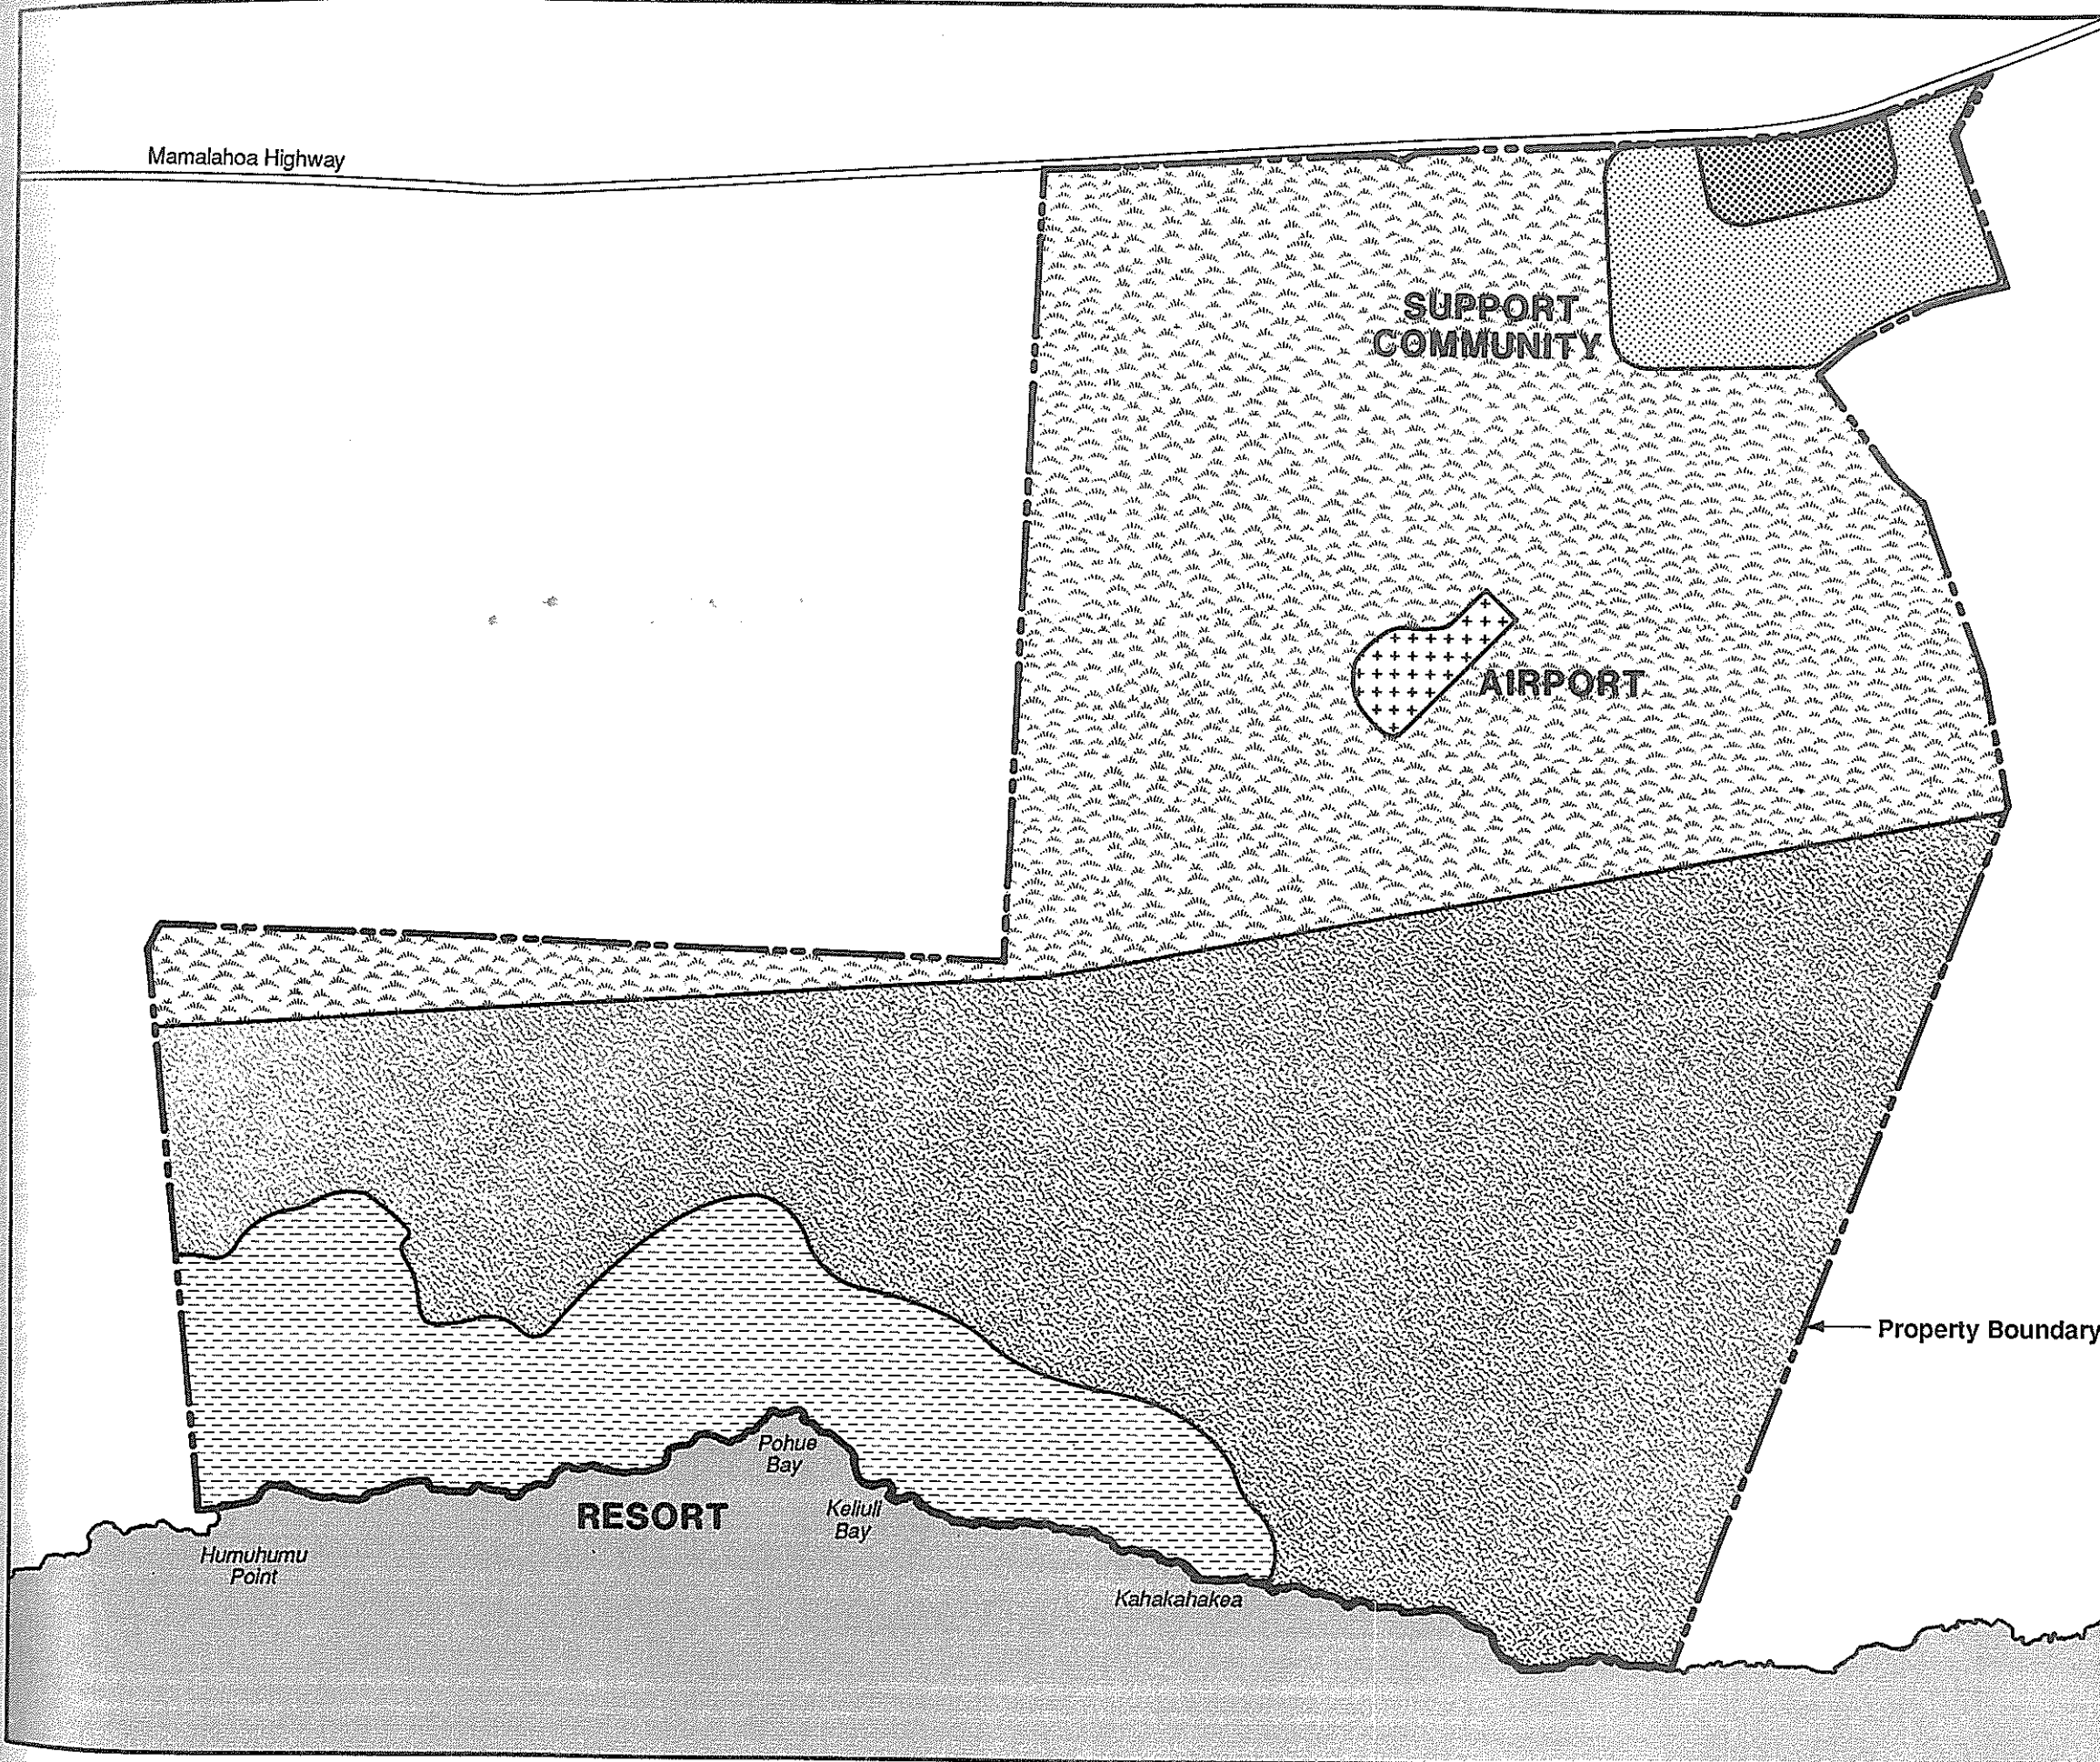 Mamalahoa Highway
SUPPORT
COMMUNITY
AIRPORT
Property Boundary
Pohue
Bay
RESORT
Keliuli
Bay
Humuhumu
Point
Kahakahakea